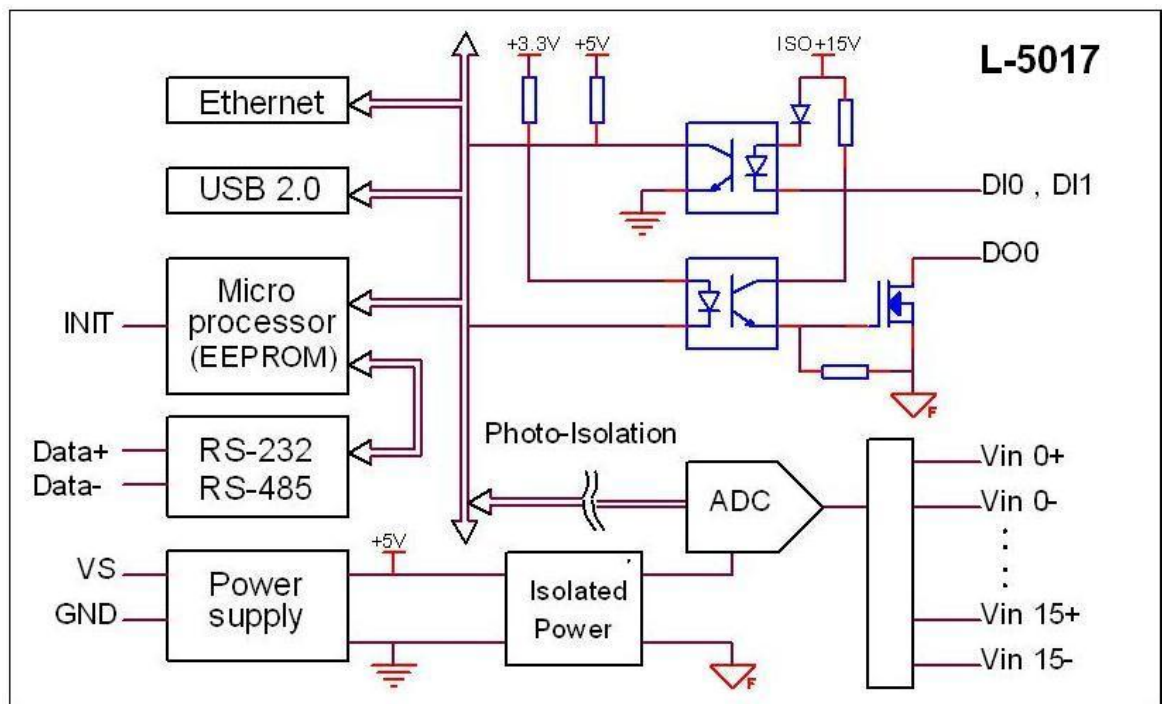 L-5017
+3.3V
+5V
ISO+15V
Ethernet
USB 2.0
DI0 , DI1
DO0
INIT
Micro
processor
(EEPROM)
F
Data+
Data-
RS-232
RS-485
Photo-Isolation
ADC
Vin 0+
Vin 0-
Vin 15+
Vin 15-
+5V
VS
GND
Power
supply
Isolated
Power
F